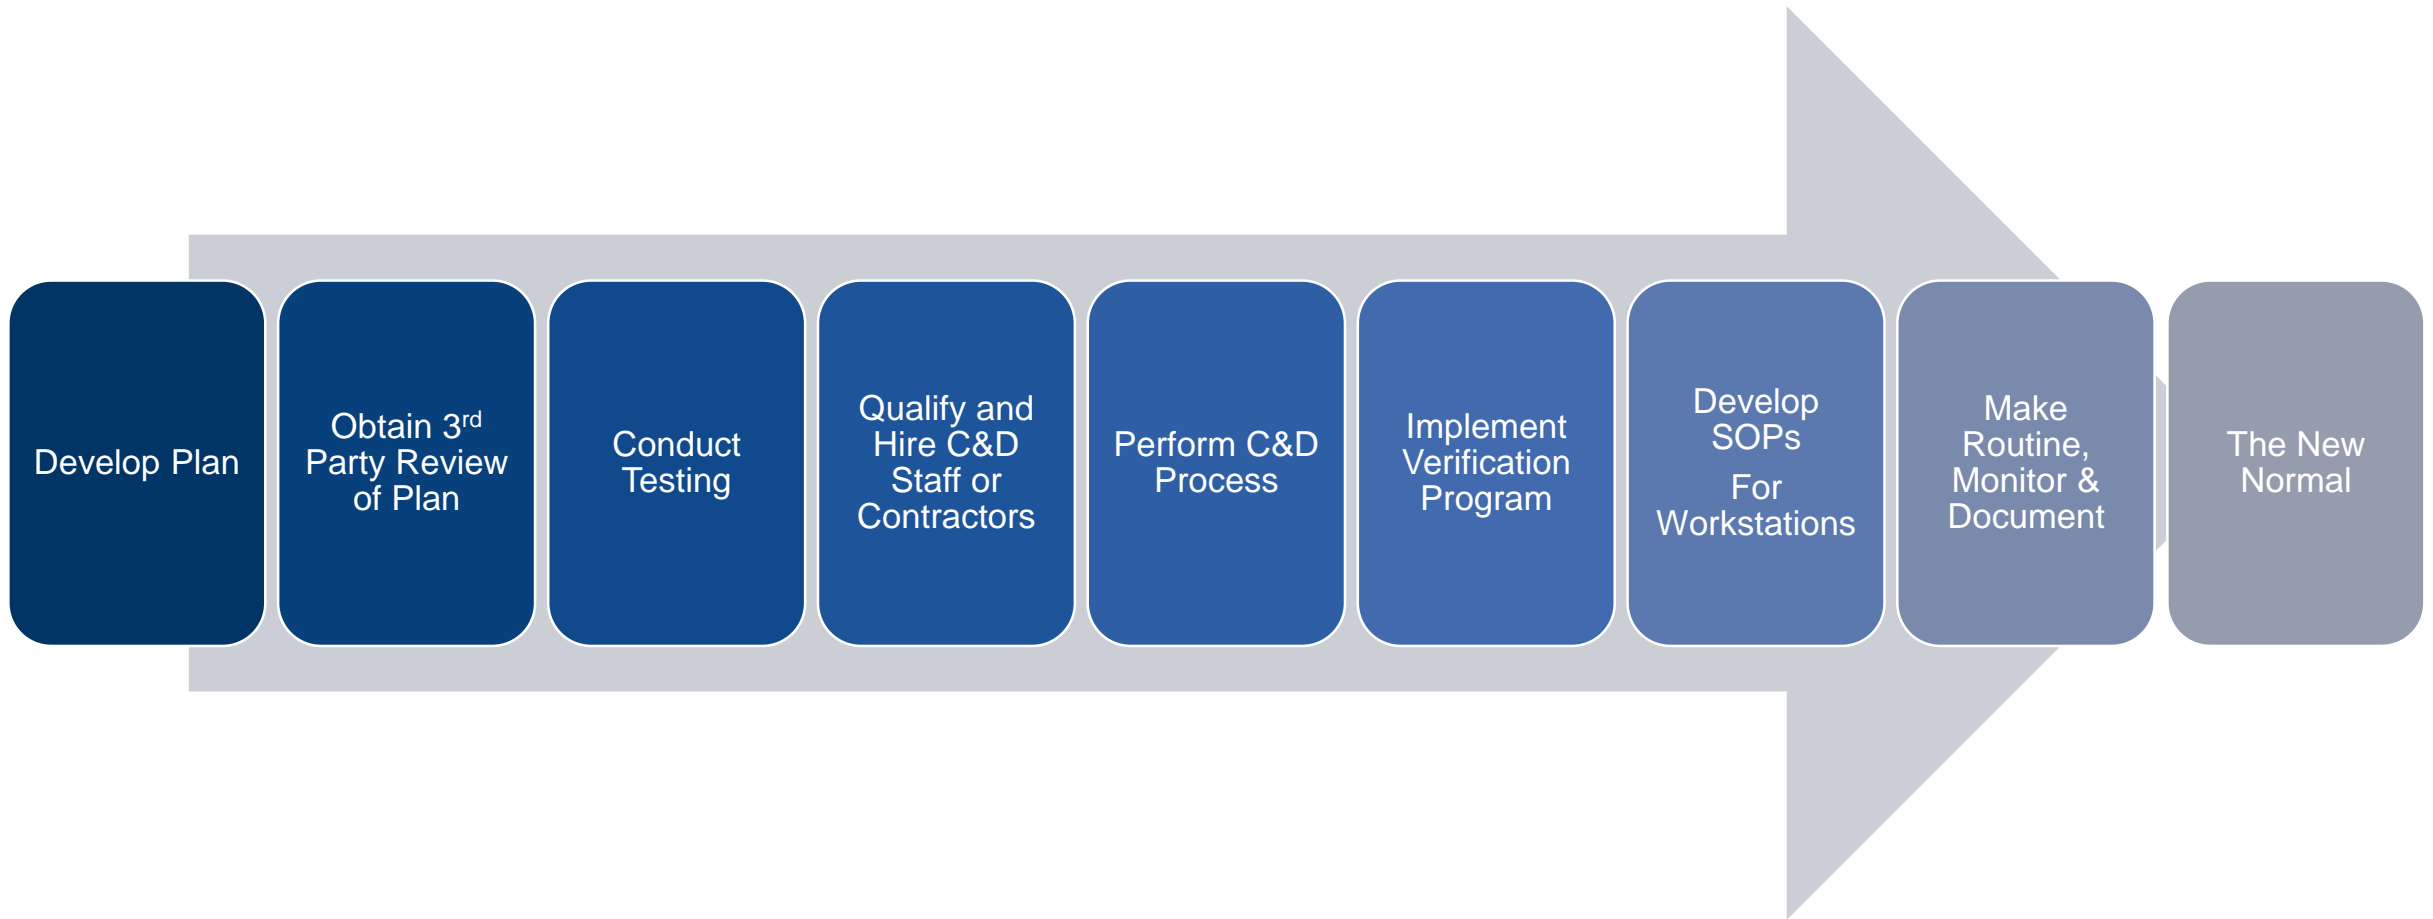 Develop Plan
Obtain 3rd
Party Review
of Plan
Conduct
Testing
Qualify and
Hire C&D
Staff or
Contractors
Perform C&D
Process
Implement
Verification
Program
Develop
SOPs
For
Workstations
Make
Routine,
Monitor &
Document
The New
Normal